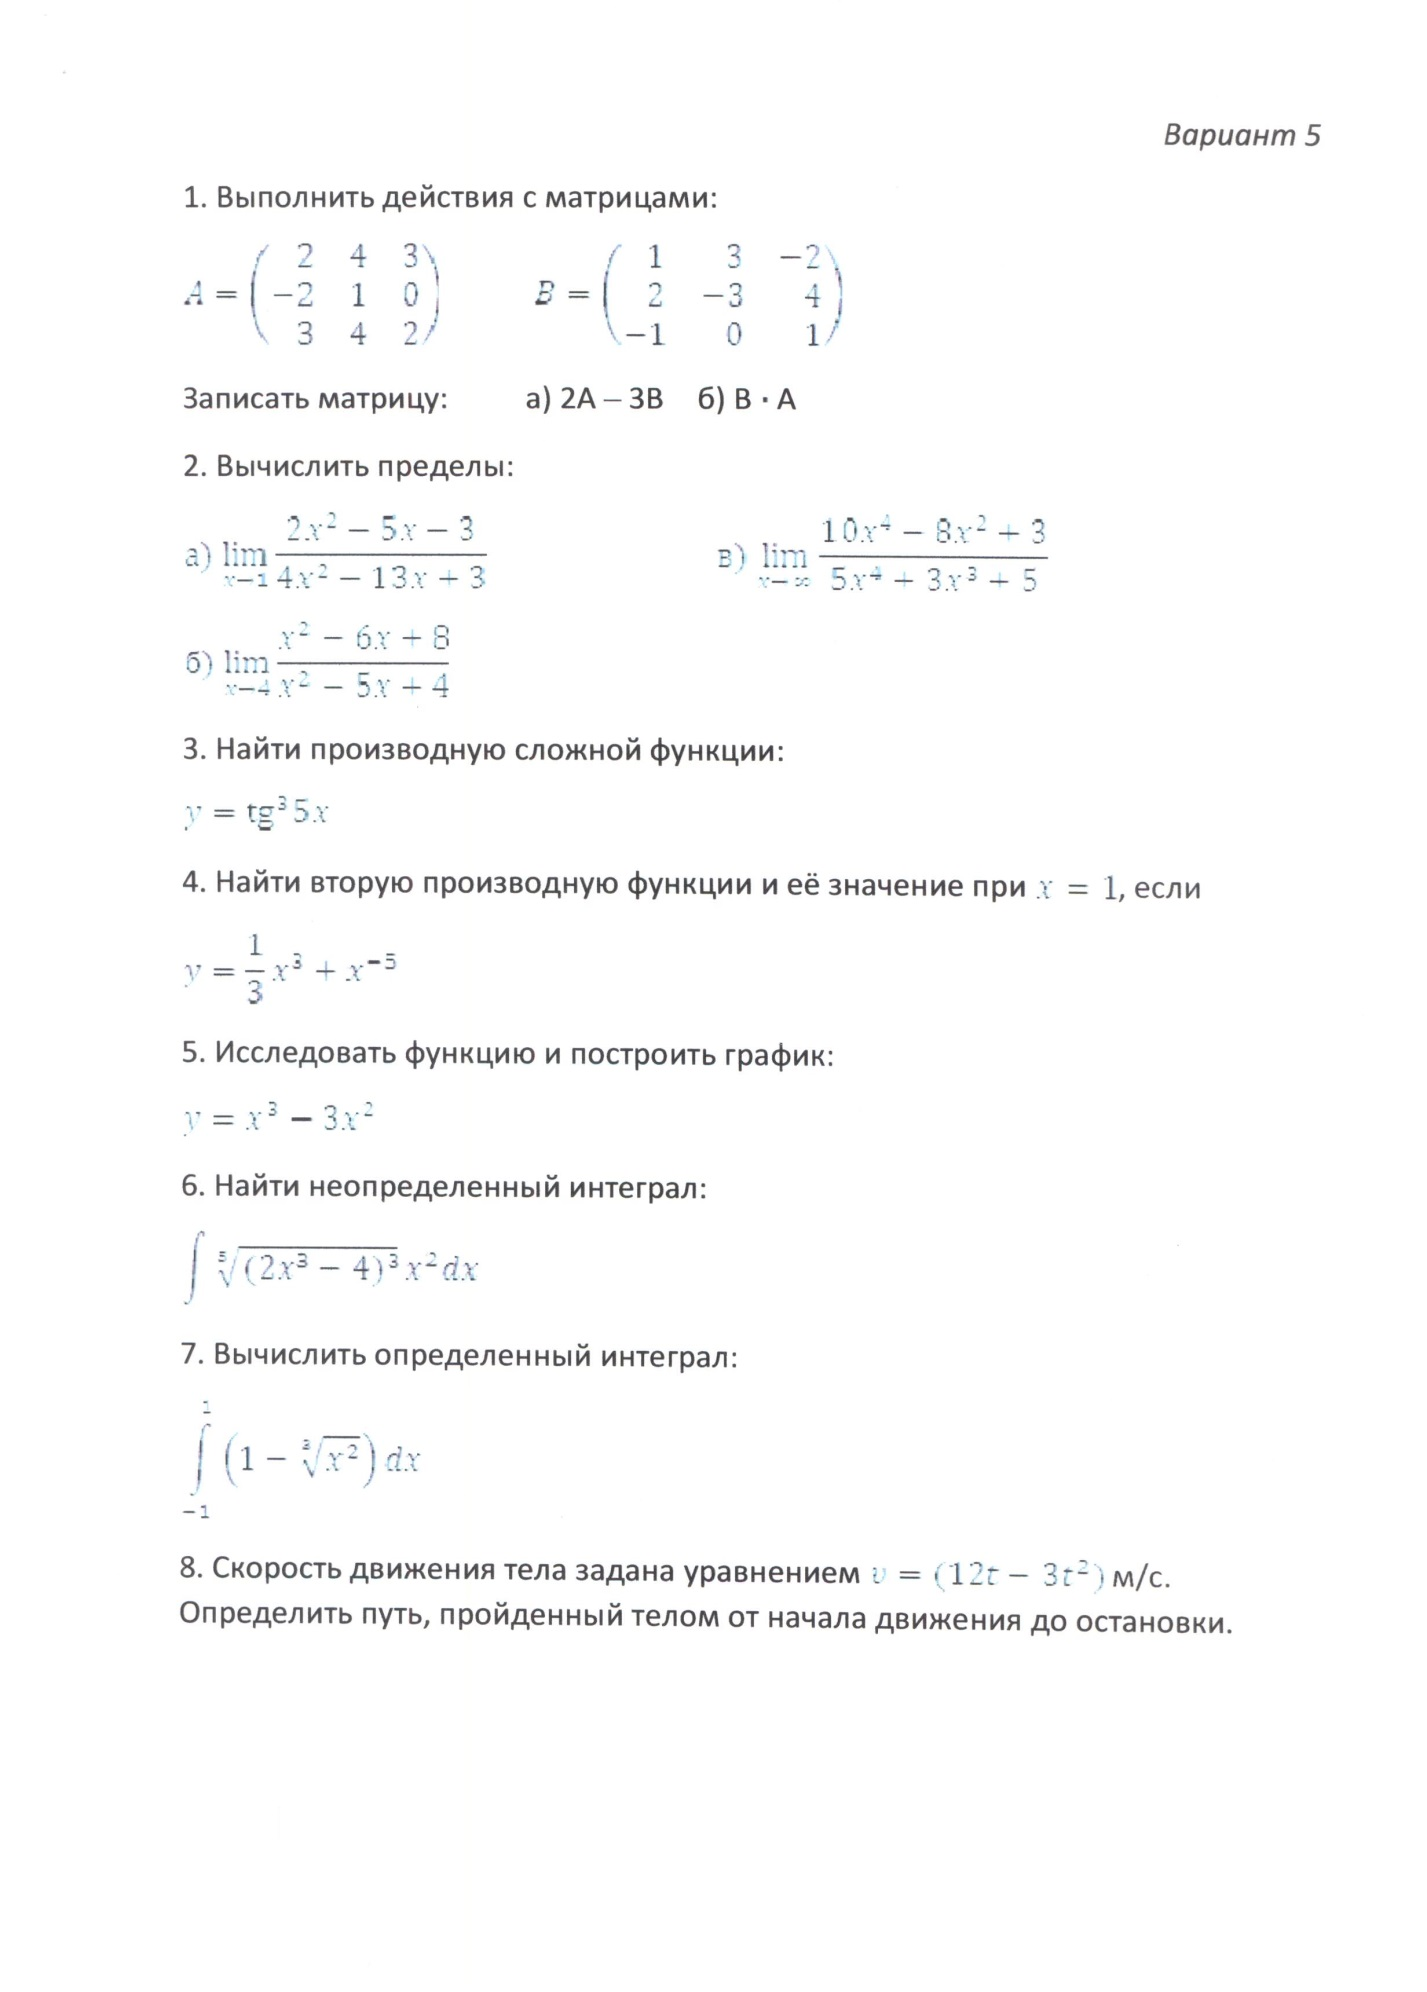 Вариант 5
1. Выполнить действия с матрицами:
A = ( 2 4 3 ; −2 1 0 ; 3 4 2 )   B = ( 1 3 −2 ; 2 −3 4 ; −1 0 1 )
Записать матрицу: а) 2А – 3В б) В · А
2. Вычислить пределы:
а) lim x→1 (2x² − 5x − 3)/(4x² − 13x + 3)   в) lim x→∞ (10x⁴ − 8x² + 3)/(5x⁴ + 3x³ + 5)
б) lim x→4 (x² − 6x + 8)/(x² − 5x + 4)
3. Найти производную сложной функции:
y = tg³5x
4. Найти вторую производную функции и её значение при x = 1, если
y = 1/3 x³ + x⁻⁵
5. Исследовать функцию и построить график:
y = x³ − 3x²
6. Найти неопределенный интеграл:
∫ ⁵√((2x³ − 4)³) x² dx
7. Вычислить определенный интеграл:
∫ from −1 to 1 (1 − ³√(x²)) dx
8. Скорость движения тела задана уравнением v = (12t − 3t²) м/с.
Определить путь, пройденный телом от начала движения до остановки.